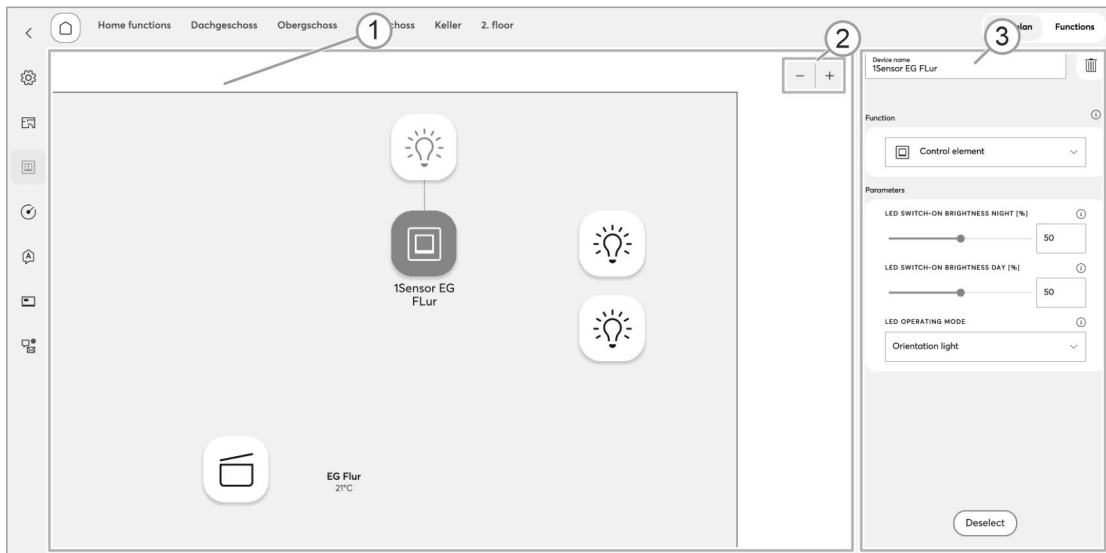 Home functions Dachgeschoss Obergschoss choss Keller 2. floor
lan Functions
1
2
3
− +
Device name
1Sensor EG FLur
Function
Control element
Parameters
LED SWITCH-ON BRIGHTNESS NIGHT [%]
50
LED SWITCH-ON BRIGHTNESS DAY [%]
50
LED OPERATING MODE
Orientation light
1Sensor EG
FLur
EG Flur
21°C
Deselect